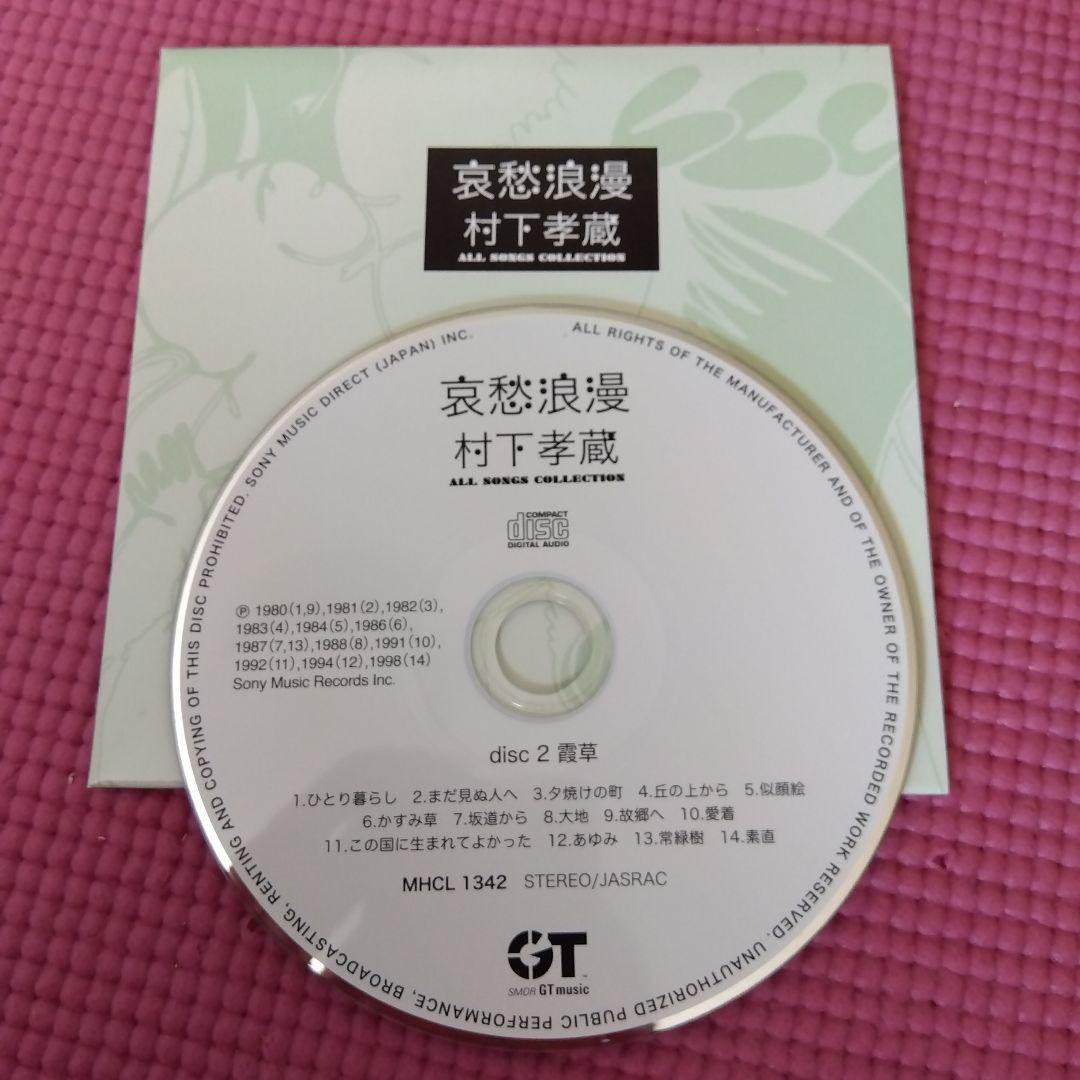 哀愁浪漫
村下孝蔵
ALL SONGS COLLECTION
ALL RIGHTS OF THE MANUFACTURER AND OF THE OWNER OF THE RECORDED WORK RESERVED. UNAUTHORIZED PUBLIC PERFORMANCE, BROADCASTING, RENTING AND COPYING OF THIS DISC PROHIBITED. SONY MUSIC DIRECT (JAPAN) INC.
哀愁浪漫
村下孝蔵
ALL SONGS COLLECTION
COMPACT
disc
DIGITAL AUDIO
Ⓟ 1980(1,9),1981(2),1982(3),
1983(4),1984(5),1986(6),
1987(7,13),1988(8),1991(10),
1992(11),1994(12),1998(14)
Sony Music Records Inc.
disc 2 霞草
1.ひとり暮らし 2.まだ見ぬ人へ 3.夕焼けの町 4.丘の上から 5.似顔絵
6.かすみ草 7.坂道から 8.大地 9.故郷へ 10.愛着
11.この国に生まれてよかった 12.あゆみ 13.常緑樹 14.素直
MHCL 1342 STEREO/JASRAC
GT™
SMDR GT music